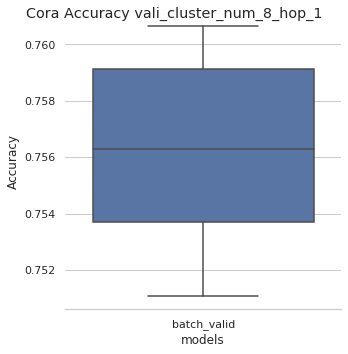 Cora Accuracy vali_cluster_num_8_hop_1
0.760
0.758
0.756
0.754
0.752
Accuracy
batch_valid
models